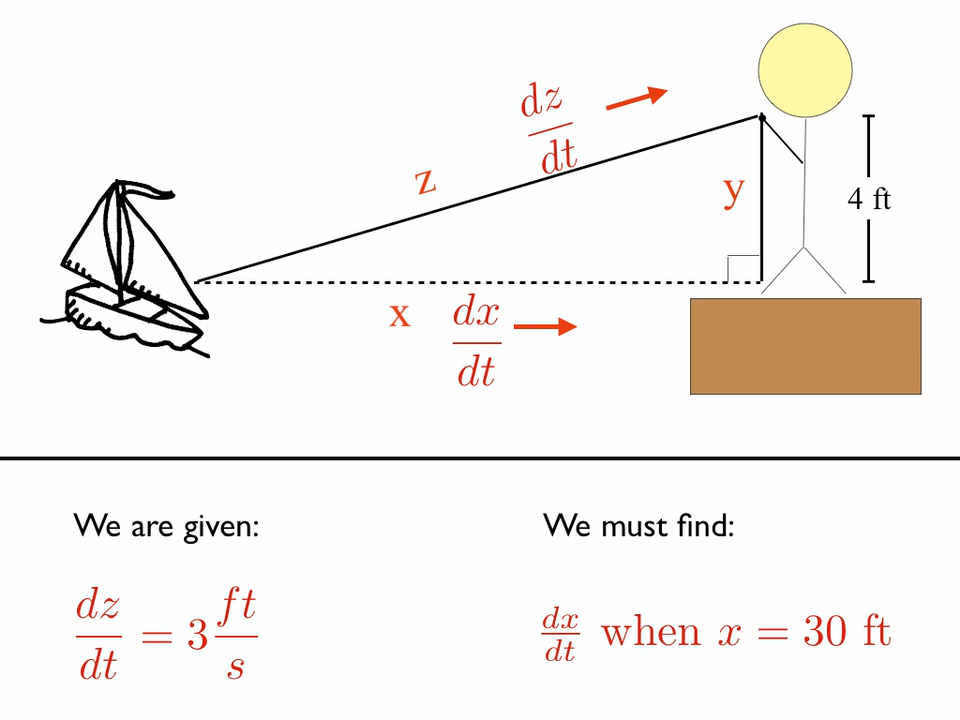 dz/dt
z
y
4 ft
x dx/dt
We are given:
dz/dt = 3 ft/s
We must find:
dx/dt when x = 30 ft